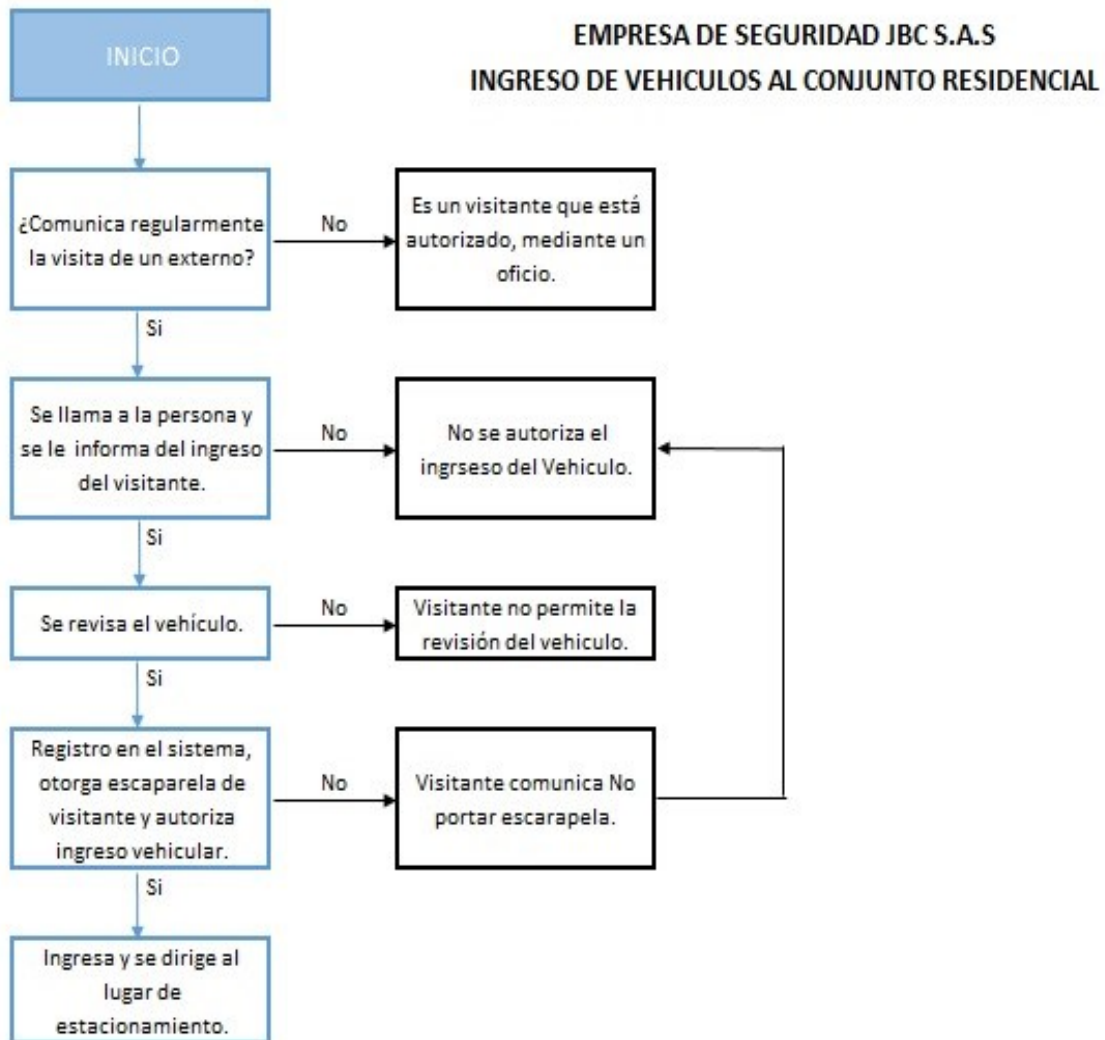 INICIO
EMPRESA DE SEGURIDAD JBC S.A.S
INGRESO DE VEHICULOS AL CONJUNTO RESIDENCIAL
¿Comunica regularmente
la visita de un externo?
No
Es un visitante que está
autorizado, mediante un
oficio.
Si
Se llama a la persona y
se le informa del ingreso
del visitante.
No
No se autoriza el
ingrseso del Vehiculo.
Si
Se revisa el vehículo.
No
Visitante no permite la
revisión del vehiculo.
Si
Registro en el sistema,
otorga escaparela de
visitante y autoriza
ingreso vehicular.
No
Visitante comunica No
portar escarapela.
Si
Ingresa y se dirige al
lugar de
estacionamiento.